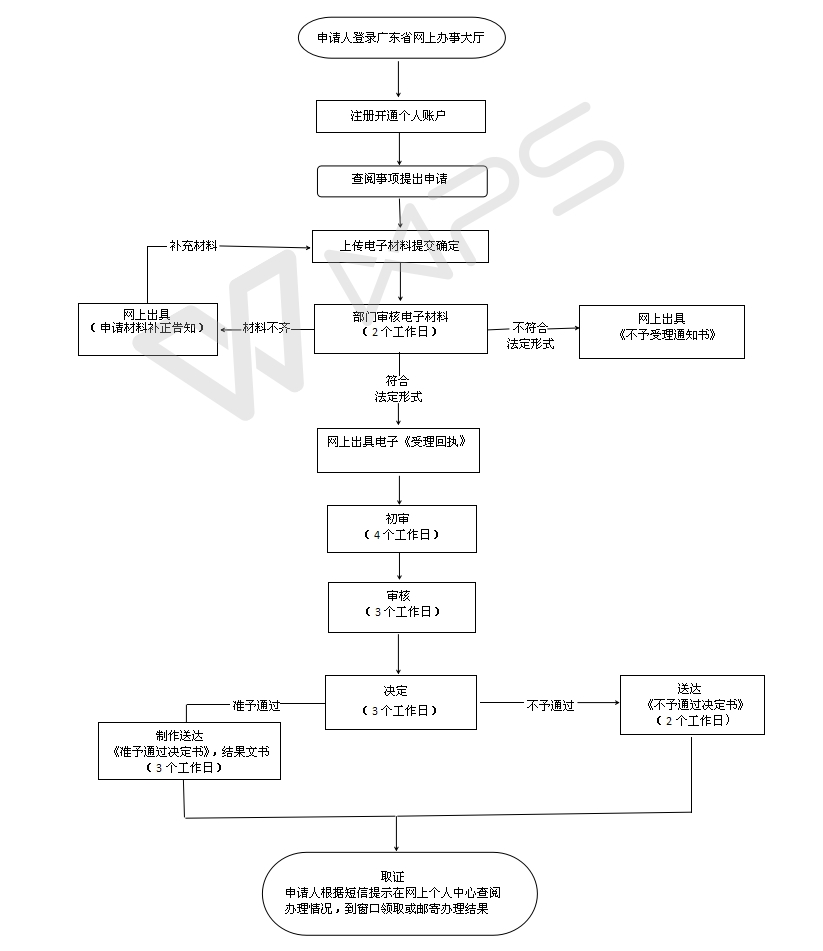 申请人登录广东省网上办事大厅
注册开通个人账户
查阅事项提出申请
补充材料
上传电子材料提交确定
网上出具
（申请材料补正告知）
材料不齐
部门审核电子材料
（2个工作日）
不符合
法定形式
网上出具
《不予受理通知书》
符合
法定形式
网上出具电子《受理回执》
初审
（4个工作日）
审核
（3个工作日）
准予通过
决定
（3个工作日）
不予通过
送达
《不予通过决定书》
（2个工作日）
制作送达
《准予通过决定书》，结果文书
（3个工作日）
取证
申请人根据短信提示在网上个人中心查阅
办理情况，到窗口领取或邮寄办理结果
WPS